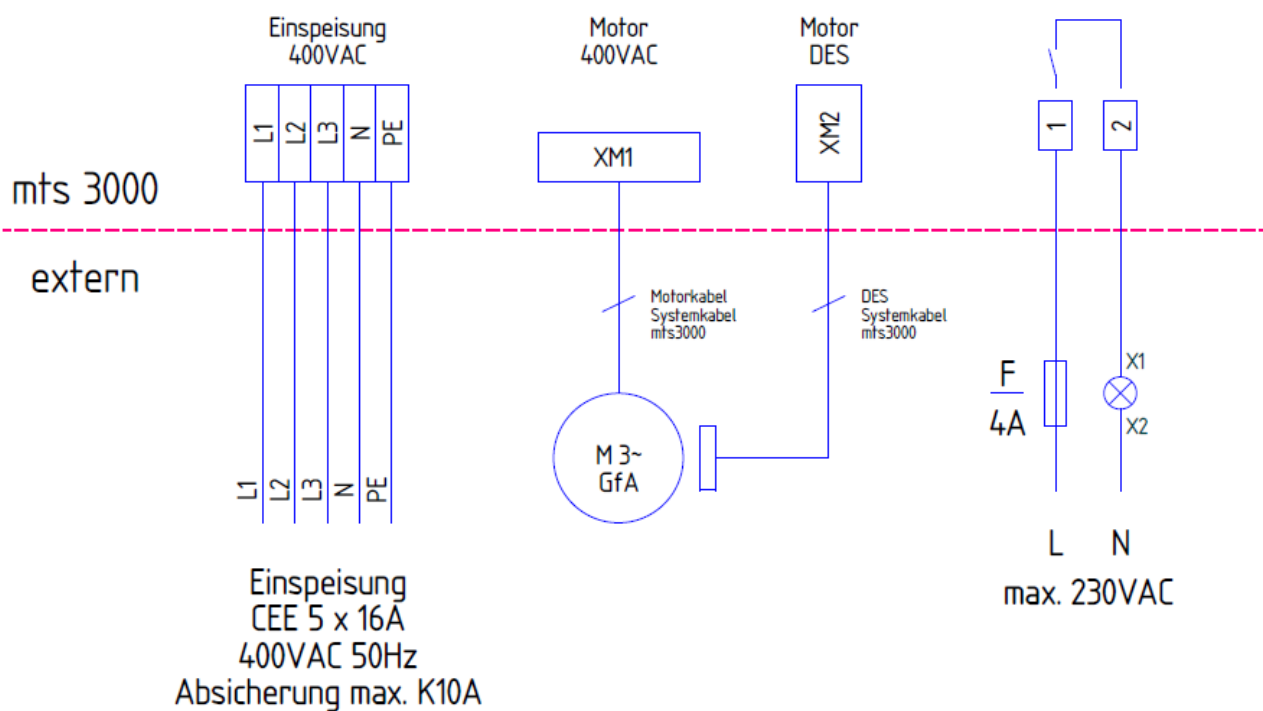 Einspeisung
400VAC
Motor
400VAC
Motor
DES
L1
L2
L3
N
PE
XM1
XM2
1
2
mts 3000
extern
Motorkabel
Systemkabel
mts3000
DES
Systemkabel
mts3000
F
4A
X1
X2
M 3~
GfA
L1
L2
L3
N
PE
L
N
max. 230VAC
Einspeisung
CEE 5 x 16A
400VAC 50Hz
Absicherung max. K10A